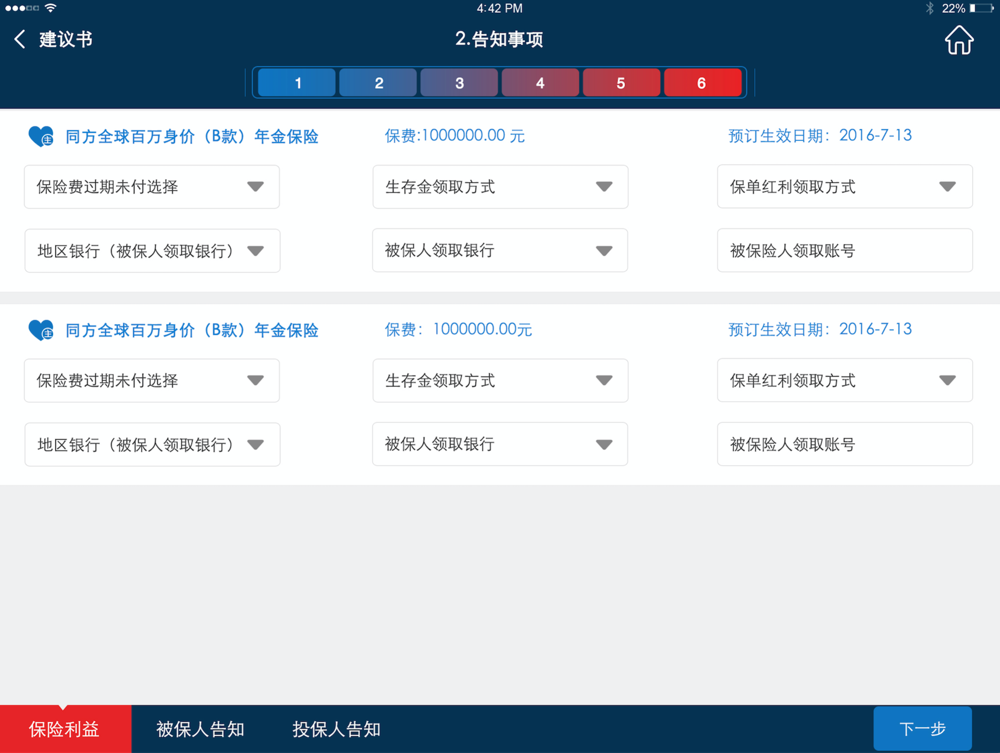 4:42 PM
22%
建议书
2.告知事项
1 2 3 4 5 6
主 同方全球百万身价（B款）年金保险 保费:1000000.00 元 预订生效日期：2016-7-13
保险费过期未付选择 生存金领取方式 保单红利领取方式
地区银行（被保人领取银行） 被保人领取银行 被保险人领取账号
主 同方全球百万身价（B款）年金保险 保费：1000000.00元 预订生效日期：2016-7-13
保险费过期未付选择 生存金领取方式 保单红利领取方式
地区银行（被保人领取银行） 被保人领取银行 被保险人领取账号
保险利益 被保人告知 投保人告知 下一步